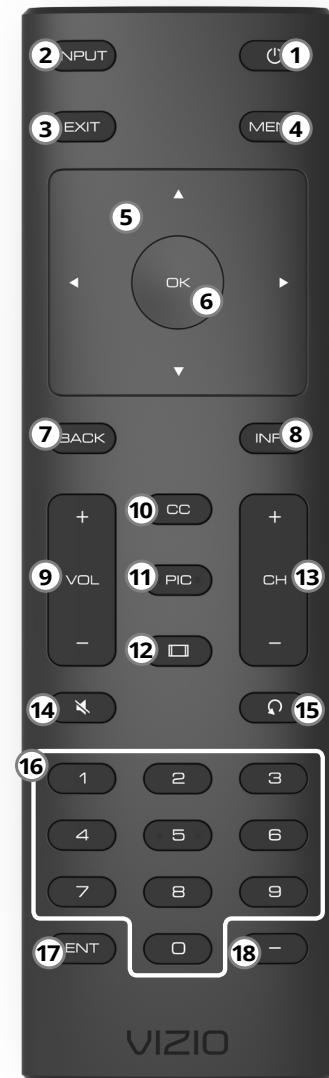 2 INPUT 1
3 EXIT MEN 4
5
OK
6
7 BACK INF 8
+ 10 CC +
9 VOL 11 PIC CH 13
− 12 −
14 15
16
1 2 3
4 5 6
7 8 9
17 ENT 0 18 −
VIZIO